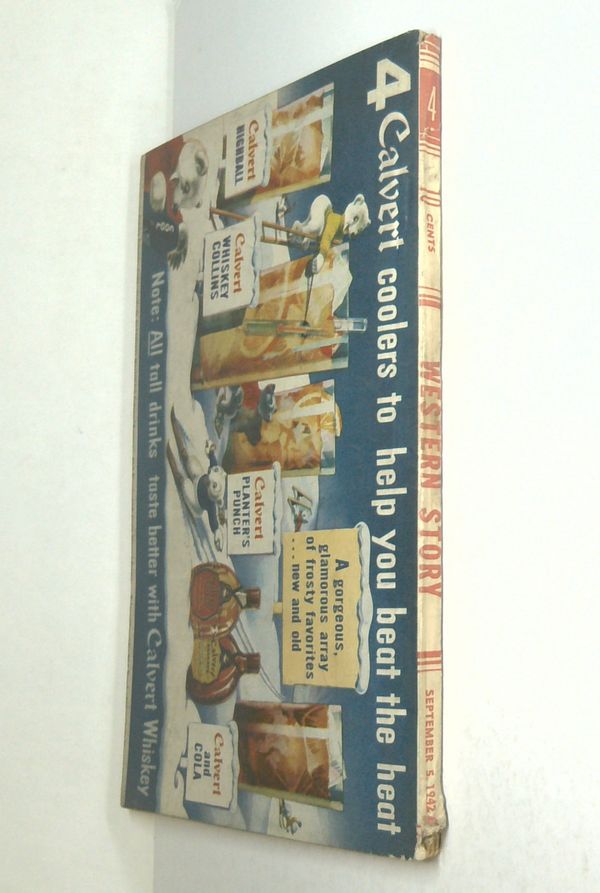 4 Calvert coolers to help you beat the heat
Calvert
HIGHBALL
Calvert
WHISKEY
COLLINS
Calvert
PLANTER'S
PUNCH
A gorgeous,
glamorous array
of frosty favorites
... new and old
Calvert
and
COLA
Note: All tall drinks taste better with Calvert Whiskey
4
10 CENTS
WESTERN STORY
SEPTEMBER 5, 1942